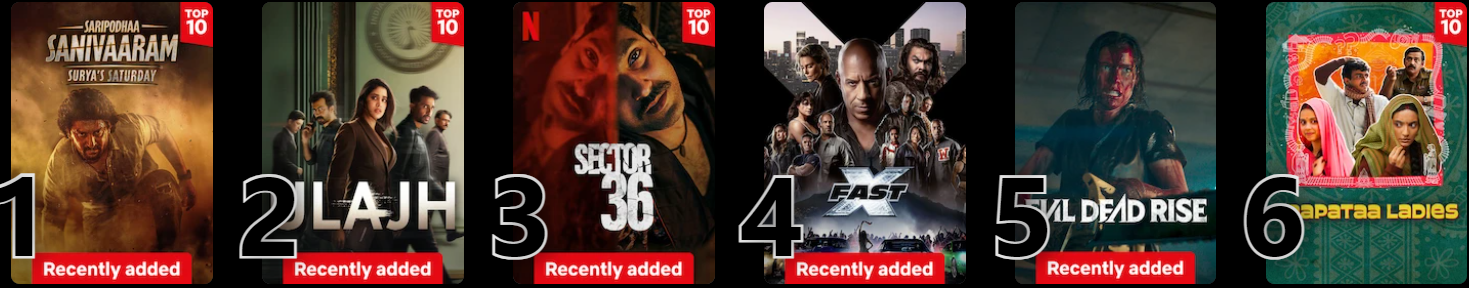 1
SARIPODHAA
SANIVAARAM
SURYA'S SATURDAY
TOP
10
Recently added
2
ULAJH
TOP
10
Recently added
3
N
SECTOR
36
TOP
10
Recently added
4
FAST
X
Recently added
5
EVIL DEAD RISE
Recently added
6
TOP
10
LAAPATAA LADIES